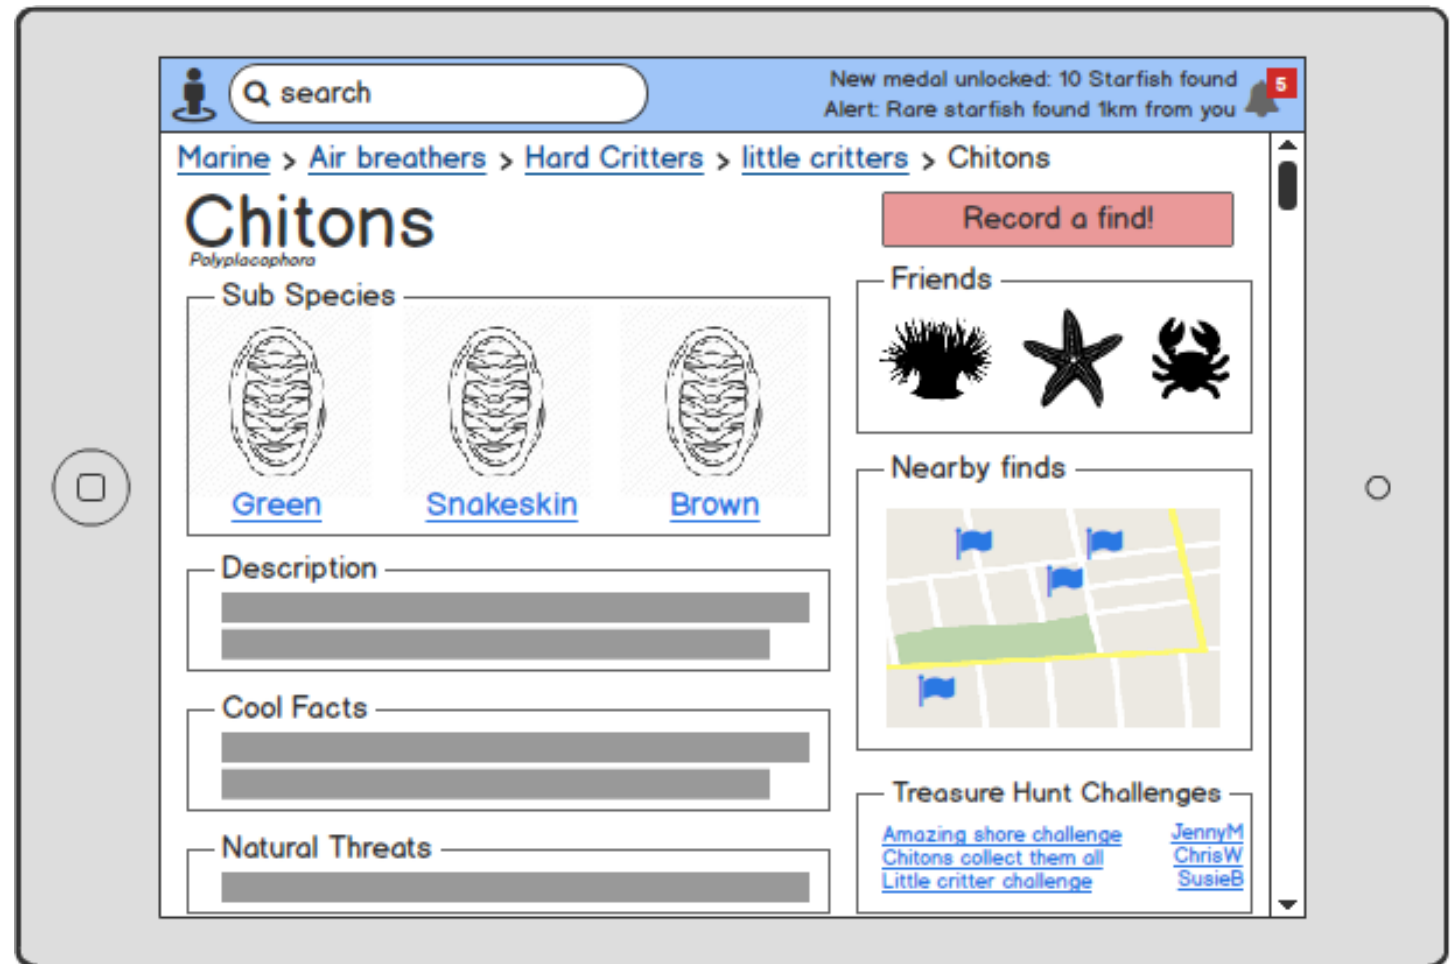 search
New medal unlocked: 10 Starfish found
Alert: Rare starfish found 1km from you
5
Marine > Air breathers > Hard Critters > little critters > Chitons
Chitons
Polyplacophora
Record a find!
Sub Species
Green
Snakeskin
Brown
Description
Cool Facts
Natural Threats
Friends
Nearby finds
Treasure Hunt Challenges
Amazing shore challenge JennyM
Chitons collect them all ChrisW
Little critter challenge SusieB